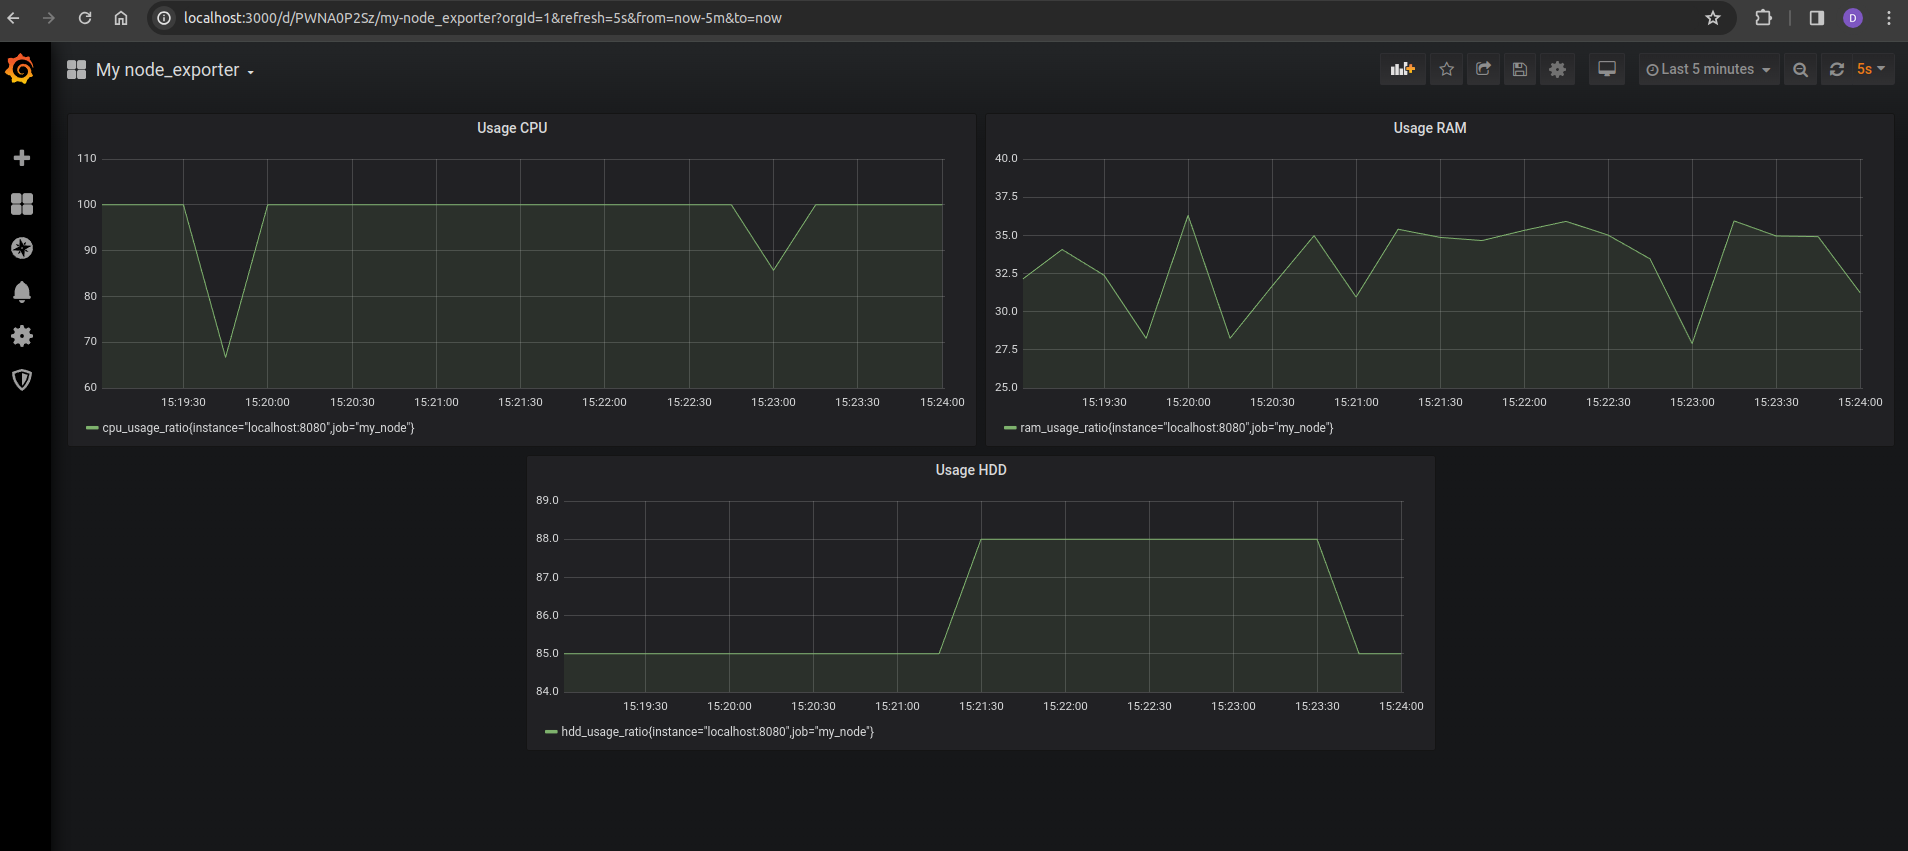 localhost:3000/d/PWNA0P2Sz/my-node_exporter?orgId=1&refresh=5s&from=now-5m&to=now
D
My node_exporter
Last 5 minutes
5s
Usage CPU
110
100
90
80
70
60
15:19:30 15:20:00 15:20:30 15:21:00 15:21:30 15:22:00 15:22:30 15:23:00 15:23:30 15:24:00
cpu_usage_ratio{instance="localhost:8080",job="my_node"}
Usage RAM
40.0
37.5
35.0
32.5
30.0
27.5
25.0
15:19:30 15:20:00 15:20:30 15:21:00 15:21:30 15:22:00 15:22:30 15:23:00 15:23:30 15:24:00
ram_usage_ratio{instance="localhost:8080",job="my_node"}
Usage HDD
89.0
88.0
87.0
86.0
85.0
84.0
15:19:30 15:20:00 15:20:30 15:21:00 15:21:30 15:22:00 15:22:30 15:23:00 15:23:30 15:24:00
hdd_usage_ratio{instance="localhost:8080",job="my_node"}